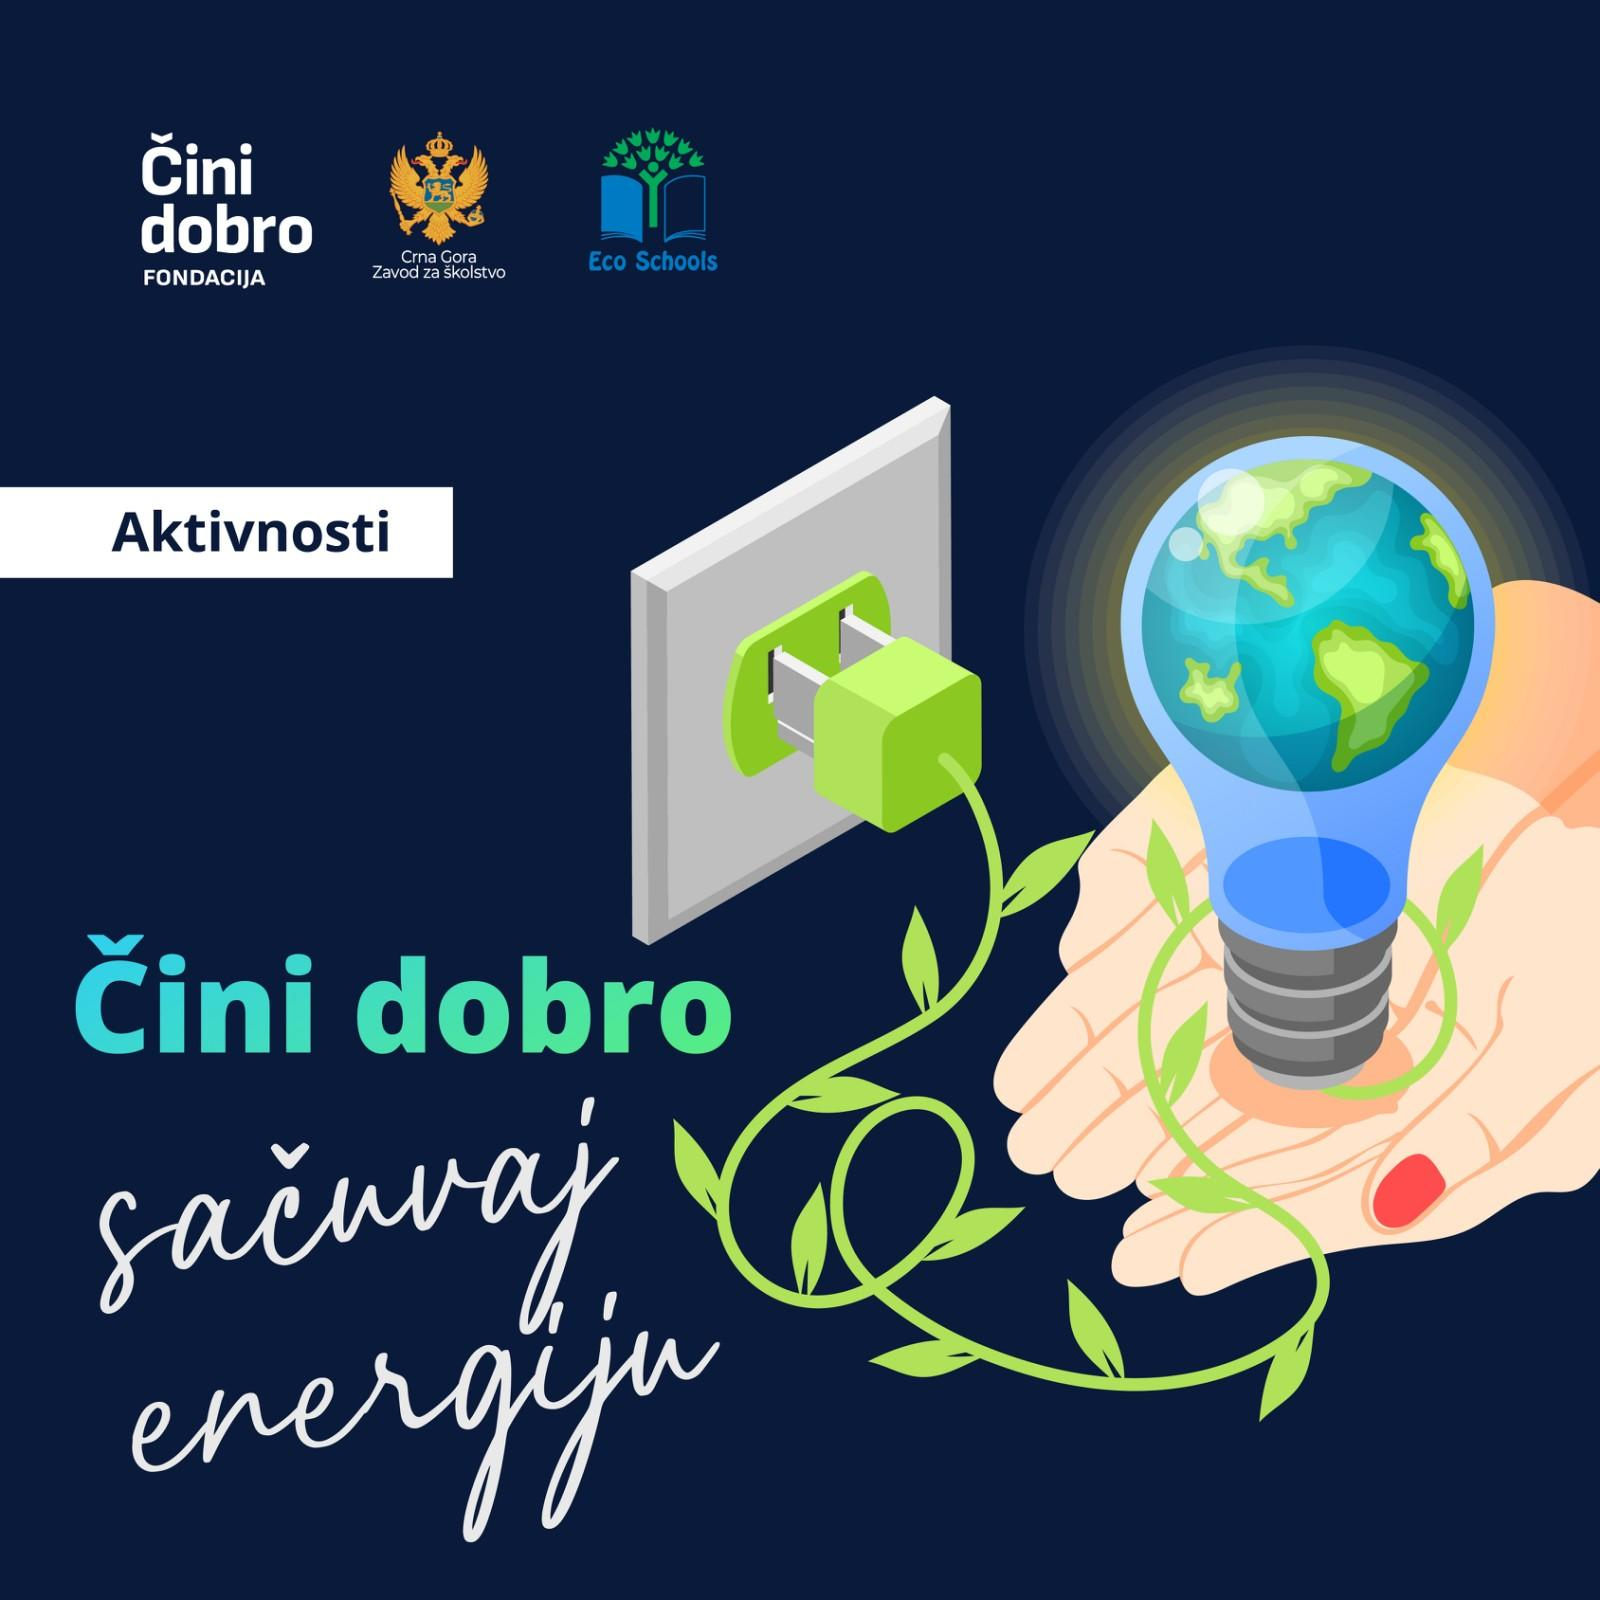 Čini
dobro
FONDACIJA
Crna Gora
Zavod za školstvo
Eco Schools
Aktivnosti
Čini dobro
sačuvaj
energiju